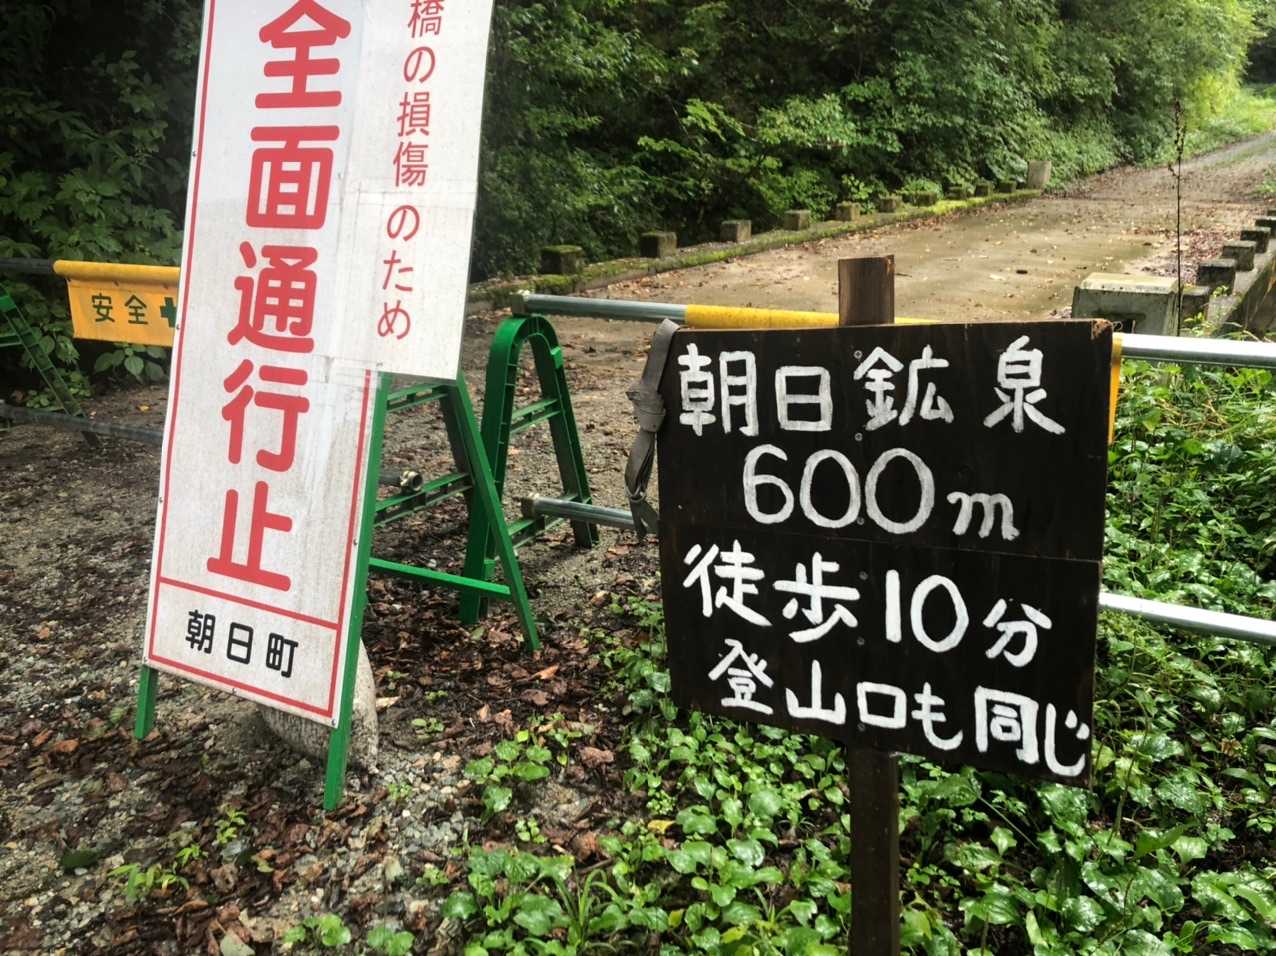 橋の損傷のため
全面通行止
朝日町
安全
朝日鉱泉
600m
徒歩10分
登山口も同じ